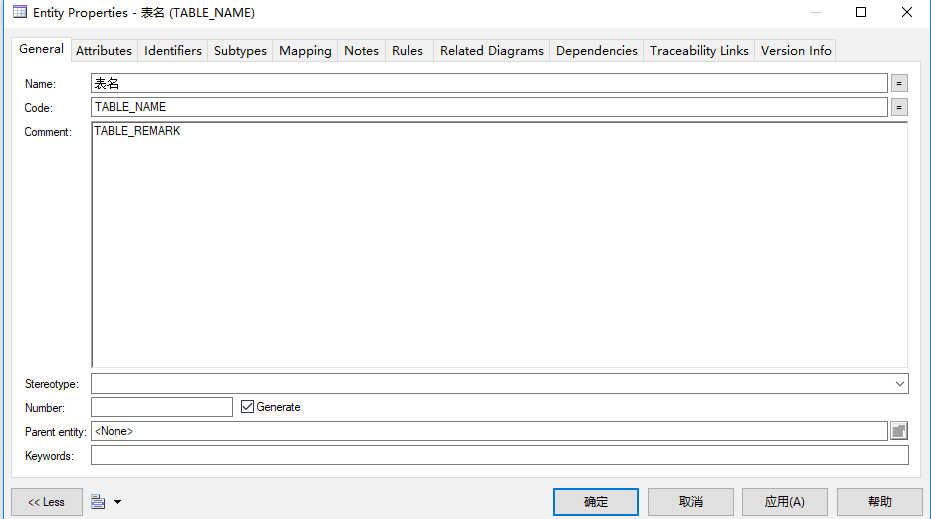 Entity Properties - 表名 (TABLE_NAME)
General Attributes Identifiers Subtypes Mapping Notes Rules Related Diagrams Dependencies Traceability Links Version Info
Name: 表名 =
Code: TABLE_NAME =
Comment: TABLE_REMARK
Stereotype:
Number: Generate
Parent entity: <None>
Keywords:
<< Less 确定 取消 应用(A) 帮助